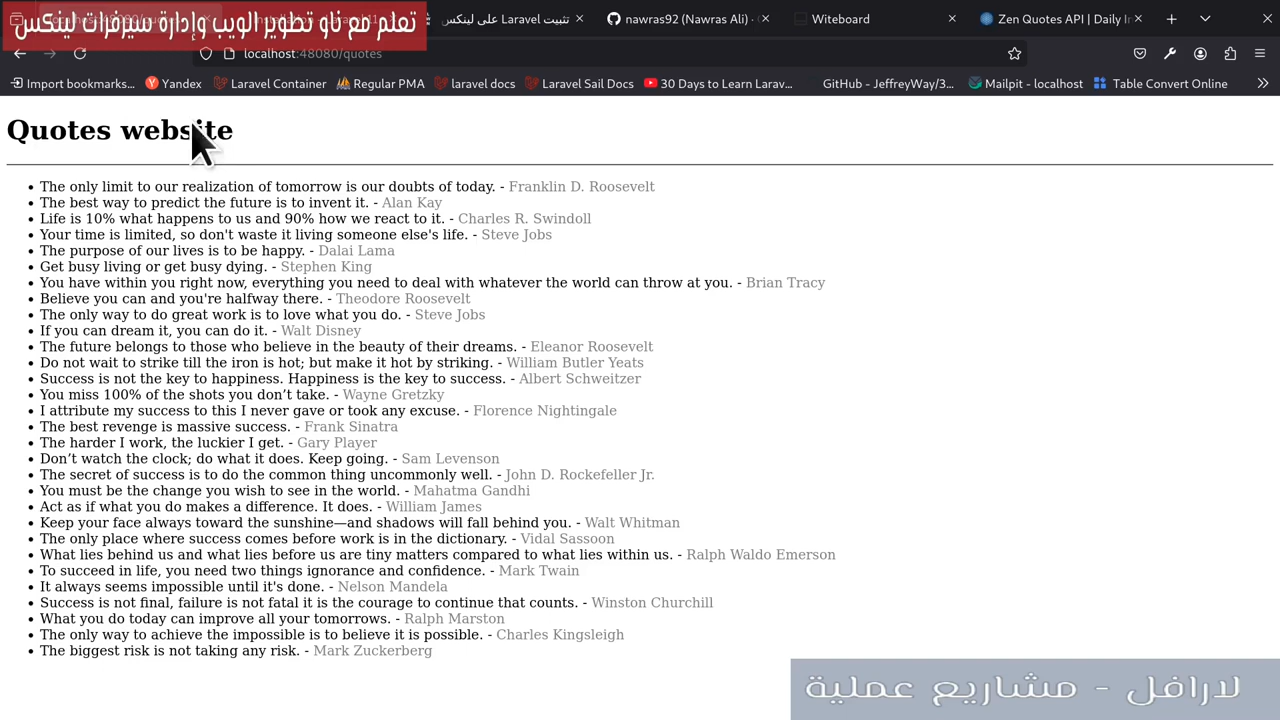 تعلم مع ناو تطوير الويب وإدارة سيرفرات لينكس
تثبيت Laravel على لينكس
nawras92 (Nawras Ali)
Witeboard
Zen Quotes API | Daily In
localhost:48080/quotes
Import bookmarks...
Yandex
Laravel Container
Regular PMA
laravel docs
Laravel Sail Docs
30 Days to Learn Larav...
GitHub - JeffreyWay/3...
Mailpit - localhost
Table Convert Online
Quotes website
• The only limit to our realization of tomorrow is our doubts of today. - Franklin D. Roosevelt
• The best way to predict the future is to invent it. - Alan Kay
• Life is 10% what happens to us and 90% how we react to it. - Charles R. Swindoll
• Your time is limited, so don't waste it living someone else's life. - Steve Jobs
• The purpose of our lives is to be happy. - Dalai Lama
• Get busy living or get busy dying. - Stephen King
• You have within you right now, everything you need to deal with whatever the world can throw at you. - Brian Tracy
• Believe you can and you're halfway there. - Theodore Roosevelt
• The only way to do great work is to love what you do. - Steve Jobs
• If you can dream it, you can do it. - Walt Disney
• The future belongs to those who believe in the beauty of their dreams. - Eleanor Roosevelt
• Do not wait to strike till the iron is hot; but make it hot by striking. - William Butler Yeats
• Success is not the key to happiness. Happiness is the key to success. - Albert Schweitzer
• You miss 100% of the shots you don’t take. - Wayne Gretzky
• I attribute my success to this I never gave or took any excuse. - Florence Nightingale
• The best revenge is massive success. - Frank Sinatra
• The harder I work, the luckier I get. - Gary Player
• Don’t watch the clock; do what it does. Keep going. - Sam Levenson
• The secret of success is to do the common thing uncommonly well. - John D. Rockefeller Jr.
• You must be the change you wish to see in the world. - Mahatma Gandhi
• Act as if what you do makes a difference. It does. - William James
• Keep your face always toward the sunshine—and shadows will fall behind you. - Walt Whitman
• The only place where success comes before work is in the dictionary. - Vidal Sassoon
• What lies behind us and what lies before us are tiny matters compared to what lies within us. - Ralph Waldo Emerson
• To succeed in life, you need two things ignorance and confidence. - Mark Twain
• It always seems impossible until it's done. - Nelson Mandela
• Success is not final, failure is not fatal it is the courage to continue that counts. - Winston Churchill
• What you do today can improve all your tomorrows. - Ralph Marston
• The only way to achieve the impossible is to believe it is possible. - Charles Kingsleigh
• The biggest risk is not taking any risk. - Mark Zuckerberg
لارافل - مشاريع عملية